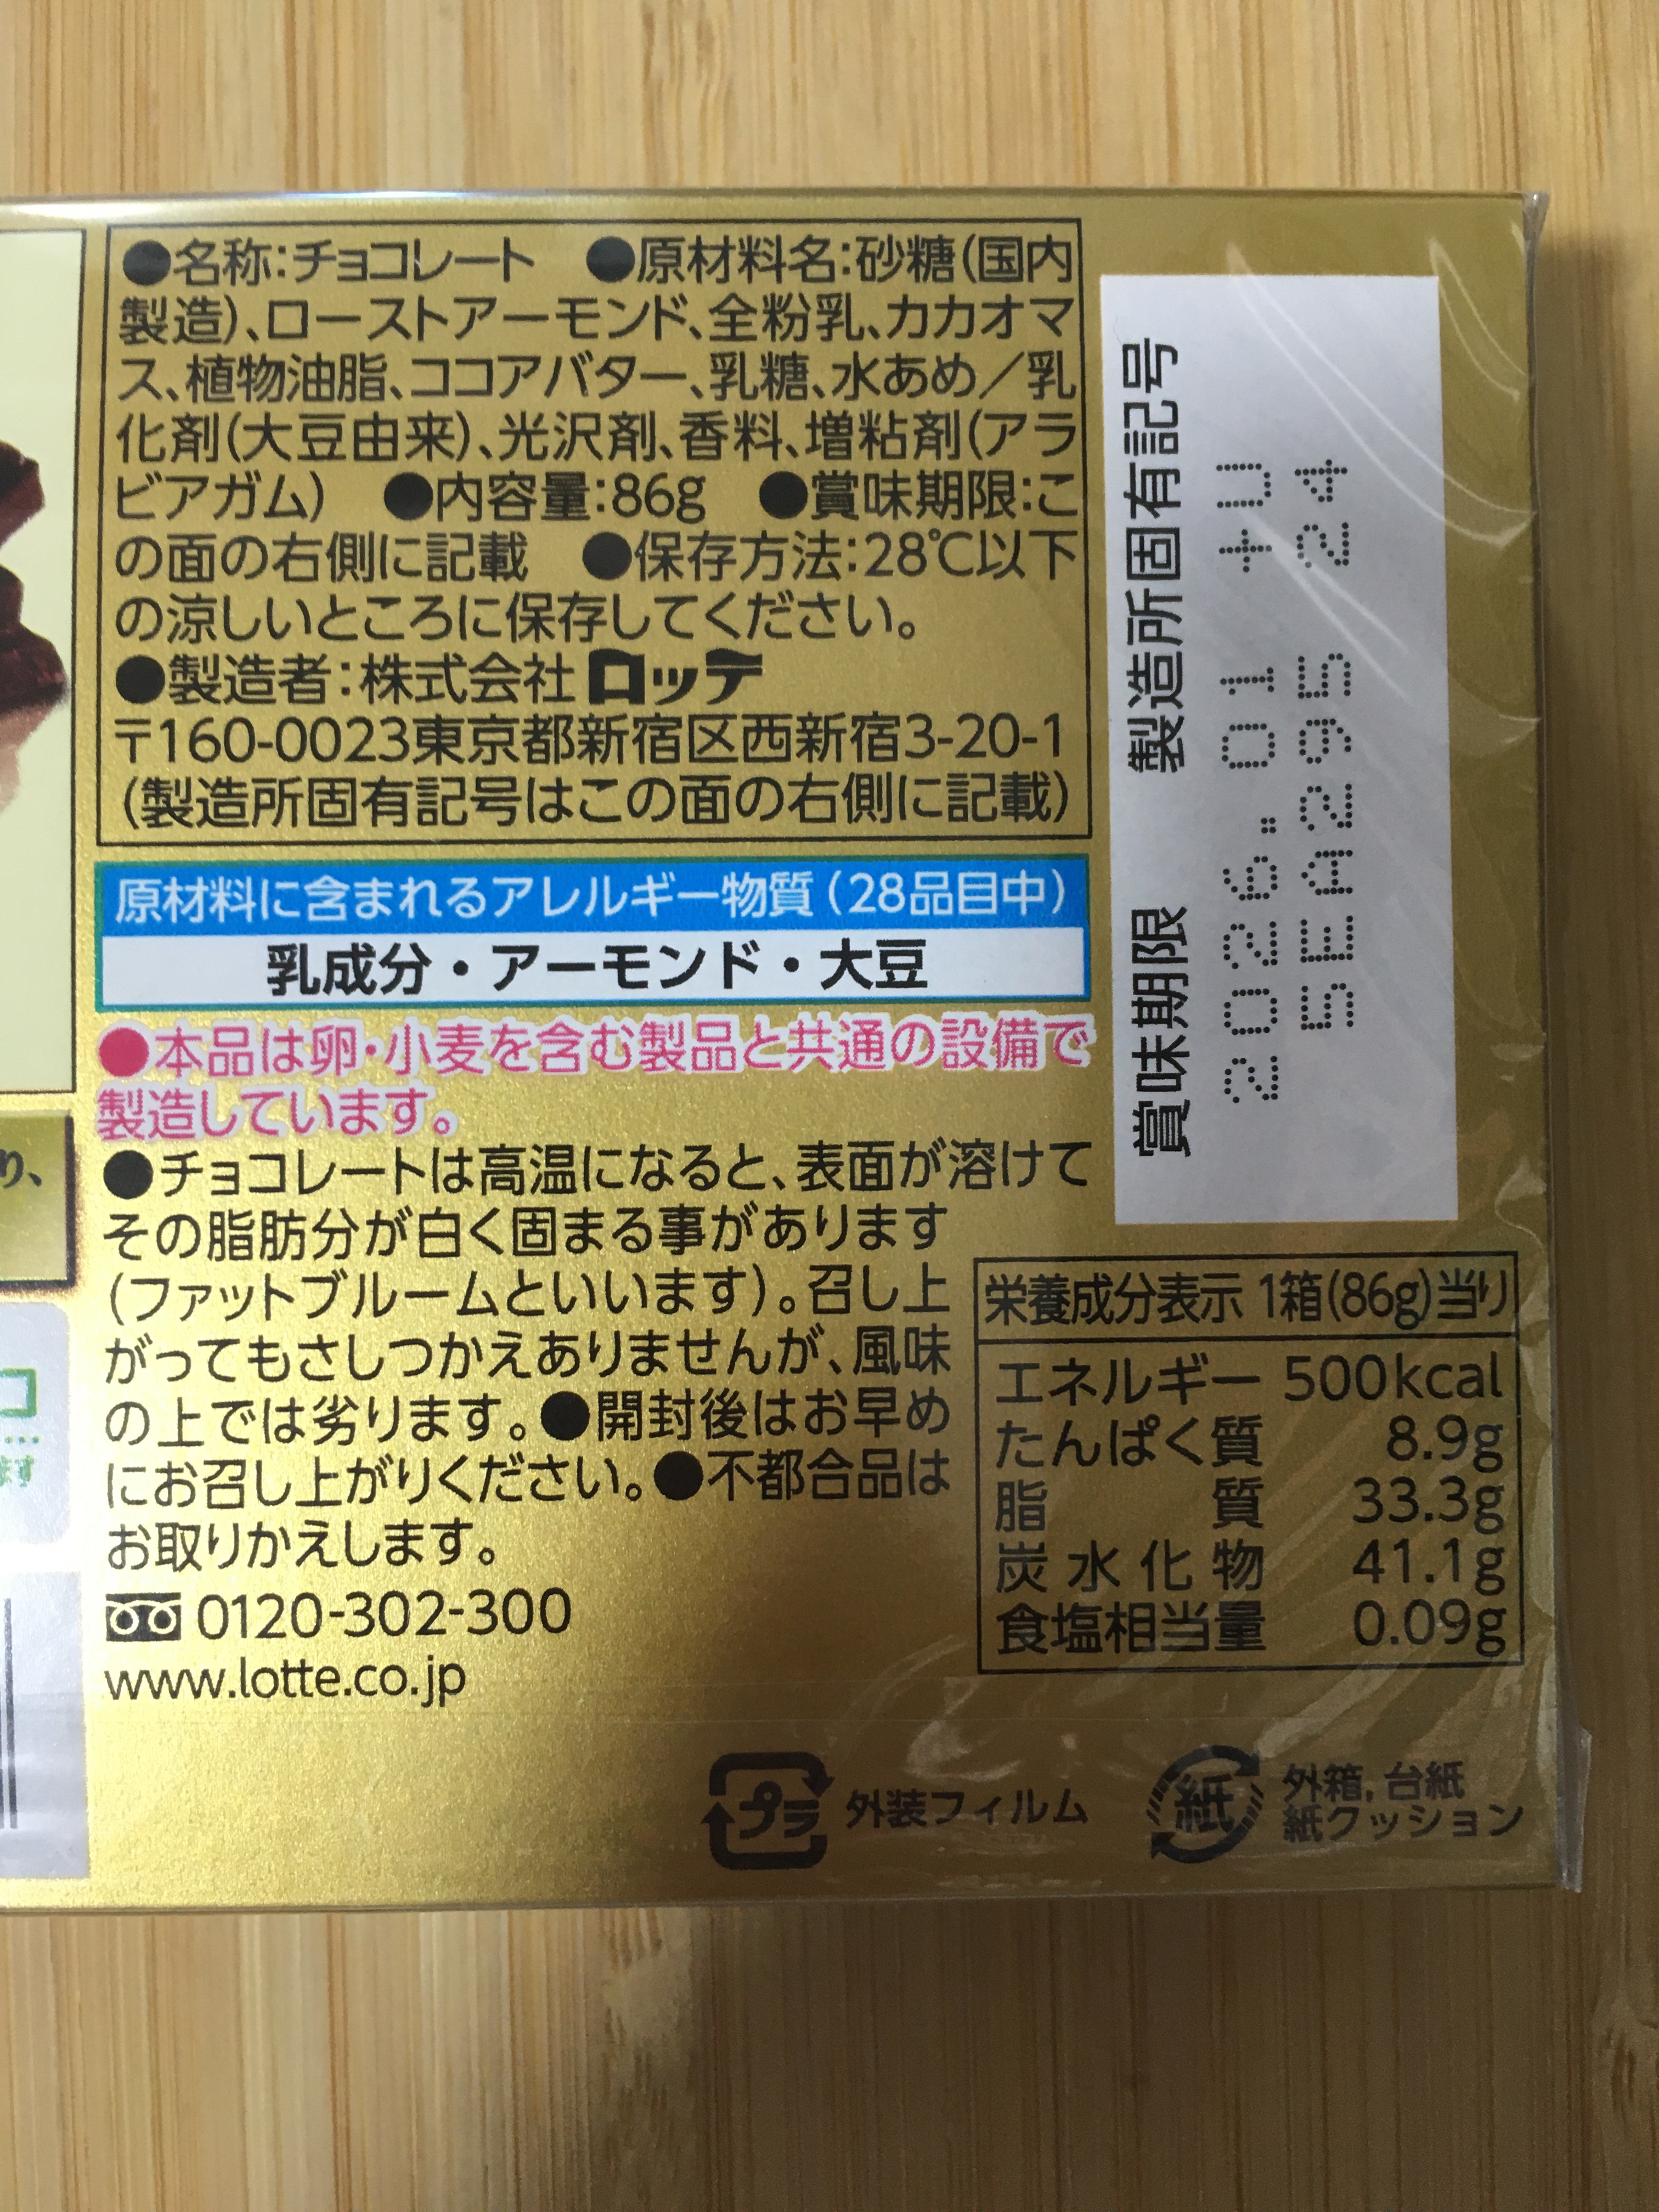 ●名称:チョコレート ●原材料名:砂糖(国内
製造)、ローストアーモンド、全粉乳、カカオマ
ス、植物油脂、ココアバター、乳糖、水あめ/乳
化剤(大豆由来)、光沢剤、香料、増粘剤(アラ
ビアガム) ●内容量:86g ●賞味期限:こ
の面の右側に記載 ●保存方法:28℃以下
の涼しいところに保存してください。
●製造者:株式会社ロッテ
〒160-0023東京都新宿区西新宿3-20-1
(製造所固有記号はこの面の右側に記載)
原材料に含まれるアレルギー物質(28品目中)
乳成分・アーモンド・大豆
●本品は卵・小麦を含む製品と共通の設備で
製造しています。
●チョコレートは高温になると、表面が溶けて
その脂肪分が白く固まる事があります
(ファットブルームといいます)。召し上
がってもさしつかえありませんが、風味
の上では劣ります。●開封後はお早め
にお召し上がりください。●不都合品は
お取りかえします。
0120-302-300
www.lotte.co.jp
賞味期限 製造所固有記号
2026.01 +U
5EA295 24
栄養成分表示 1箱(86g)当り
エネルギー 500kcal
たんぱく質 8.9g
脂質 33.3g
炭水化物 41.1g
食塩相当量 0.09g
プラ 外装フィルム
紙 外箱,台紙
紙クッション
り、
コ
ます